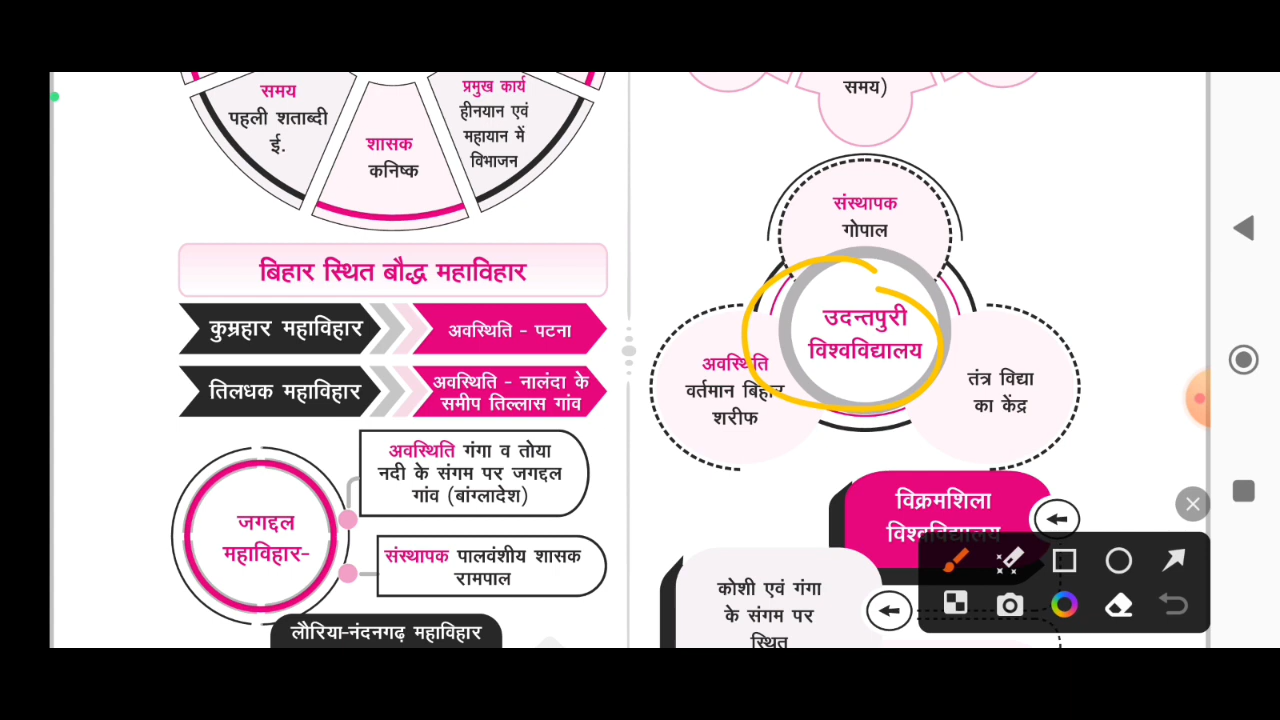 समय
पहली शताब्दी
ई.
शासक
कनिष्क
प्रमुख कार्य
हीनयान एवं
महायान में
विभाजन
बिहार स्थित बौद्ध महाविहार
कुम्रहार महाविहार
अवस्थिति - पटना
तिलधक महाविहार
अवस्थिति - नालंदा के
समीप तिल्लास गांव
जगद्दल
महाविहार-
अवस्थिति गंगा व तोया
नदी के संगम पर जगद्दल
गांव (बांग्लादेश)
संस्थापक पालवंशीय शासक
रामपाल
लौरिया-नंदनगढ़ महाविहार
समय)
संस्थापक
गोपाल
उदन्तपुरी
विश्वविद्यालय
अवस्थिति
वर्तमान बिहार
शरीफ
तंत्र विद्या
का केंद्र
विक्रमशिला
विश्वविद्यालय
कोशी एवं गंगा
के संगम पर
स्थित